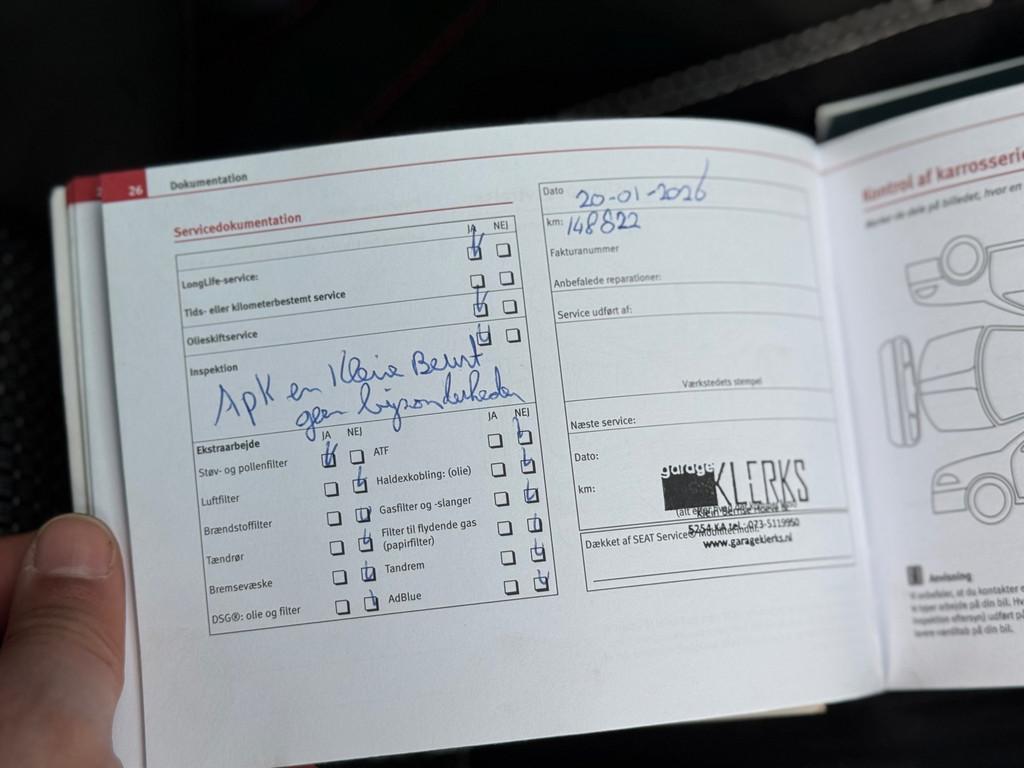 26 Dokumentation
Servicedokumentation
JA NEJ
LongLife-service:
Tids- eller kilometerbestemt service
Olieskiftservice
Inspektion
Apk en Kleine Beurt
geen bijzonderheden
Ekstraarbejde
JA NEJ
Støv- og pollenfilter
Luftfilter
Brændstoffilter
Tændrør
Bremsevæske
DSG®: olie og filter
JA NEJ
ATF
Haldexkobling: (olie)
Gasfilter og -slanger
Filter til flydende gas
(papirfilter)
Tandrem
AdBlue
Dato 20-01-2026
km: 148822
Fakturanummer
Anbefalede reparationer:
Service udført af:
Værkstedets stempel
Næste service:
Dato:
km:
garage
KLERKS
5254 KA tel.: 073-5119950
www.garageklerks.nl
Dækket af SEAT Service®
Kontrol af karrosseri
Anvisning